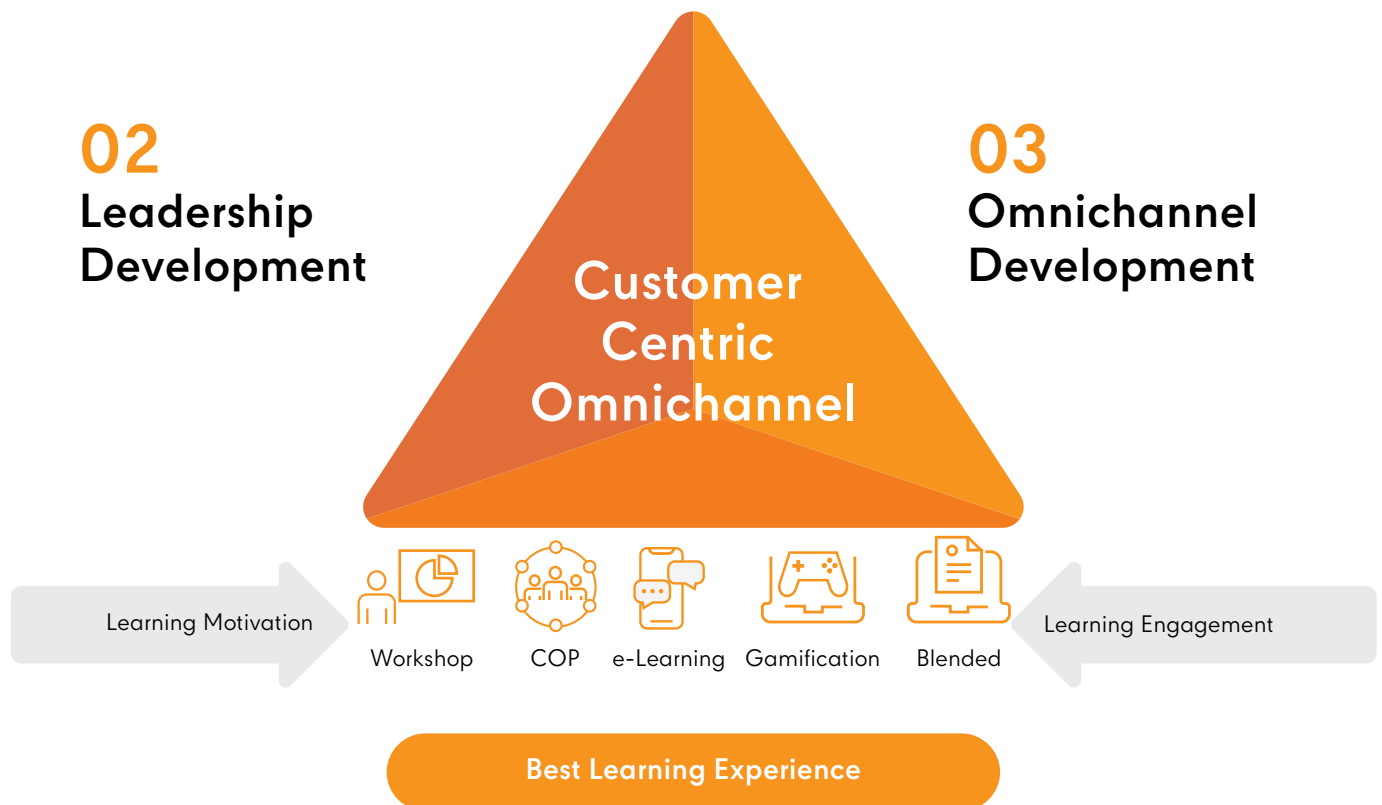 02
Leadership
Development
03
Omnichannel
Development
Customer
Centric
Omnichannel
Learning Motivation
Workshop
COP
e-Learning
Gamification
Blended
Learning Engagement
Best Learning Experience